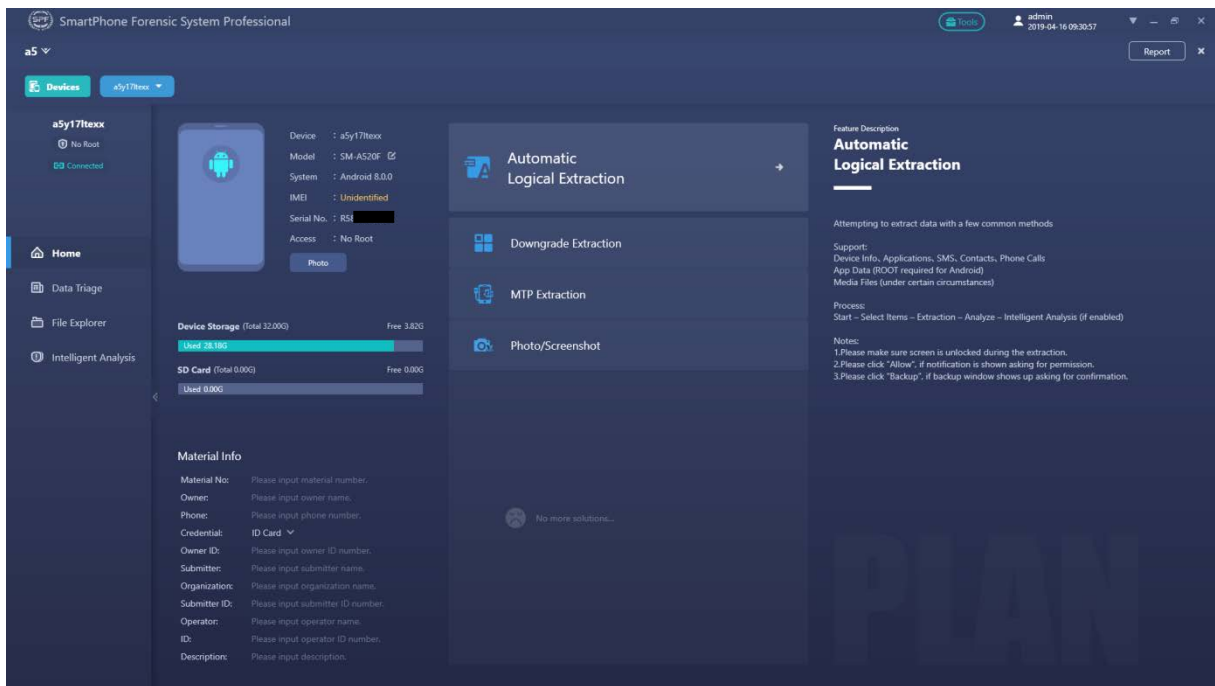 SPF SmartPhone Forensic System Professional
Tools
admin
2019-04-16 09:30:57
a5
Report
Devices
a5y17ltexx
a5y17ltexx
No Root
Connected
Home
Data Triage
File Explorer
Intelligent Analysis
Device : a5y17ltexx
Model : SM-A520F
System : Android 8.0.0
IMEI : Unidentified
Serial No. : R58
Access : No Root
Photo
Device Storage (Total 32.00G) Free 3.82G
Used 28.18G
SD Card (Total 0.00G) Free 0.00G
Used 0.00G
Material Info
Material No: Please input material number.
Owner: Please input owner name.
Phone: Please input phone number.
Credential: ID Card
Owner ID: Please input owner ID number.
Submitter: Please input submitter name.
Organization: Please input organization name.
Submitter ID: Please input submitter ID number.
Operator: Please input operator name.
ID: Please input operator ID number.
Description: Please input description.
Automatic
Logical Extraction
Downgrade Extraction
MTP Extraction
Photo/Screenshot
No more solutions...
Feature Description
Automatic
Logical Extraction
Attempting to extract data with a few common methods
Support:
Device Info、Applications、SMS、Contacts、Phone Calls
App Data (ROOT required for Android)
Media Files (under certain circumstances)
Process:
Start – Select Items – Extraction – Analyze – Intelligent Analysis (if enabled)
Notes:
1.Please make sure screen is unlocked during the extraction.
2.Please click "Allow", if notification is shown asking for permission.
3.Please click "Backup", if backup window shows up asking for confirmation.
PLAN